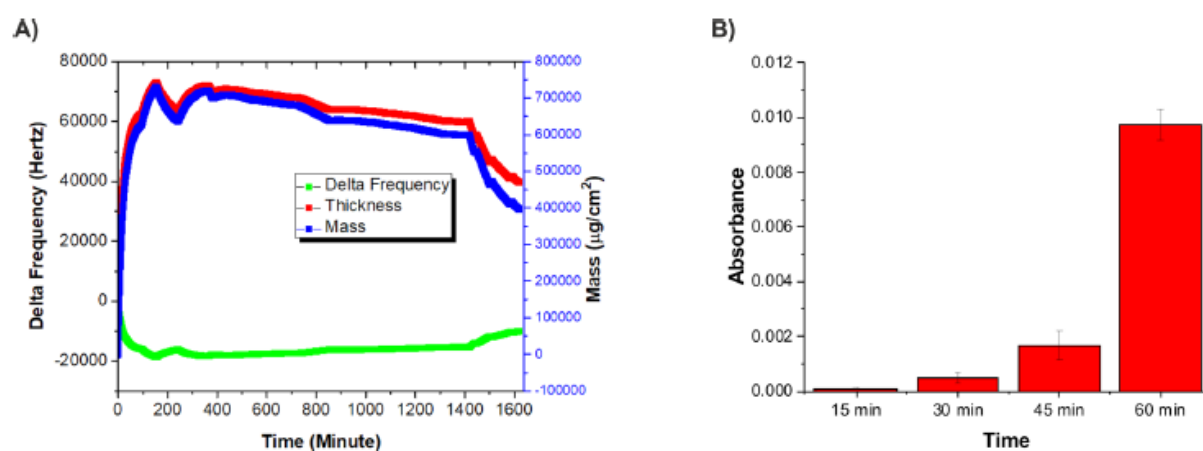 A)
80000
60000
40000
20000
0
-20000
Delta Frequency (Hertz)
800000
700000
600000
500000
400000
300000
200000
100000
0
-100000
Mass (μg/cm²)
Delta Frequency
Thickness
Mass
0 200 400 600 800 1000 1200 1400 1600
Time (Minute)
B)
0.012
0.010
0.008
0.006
0.004
0.002
0.000
Absorbance
15 min 30 min 45 min 60 min
Time